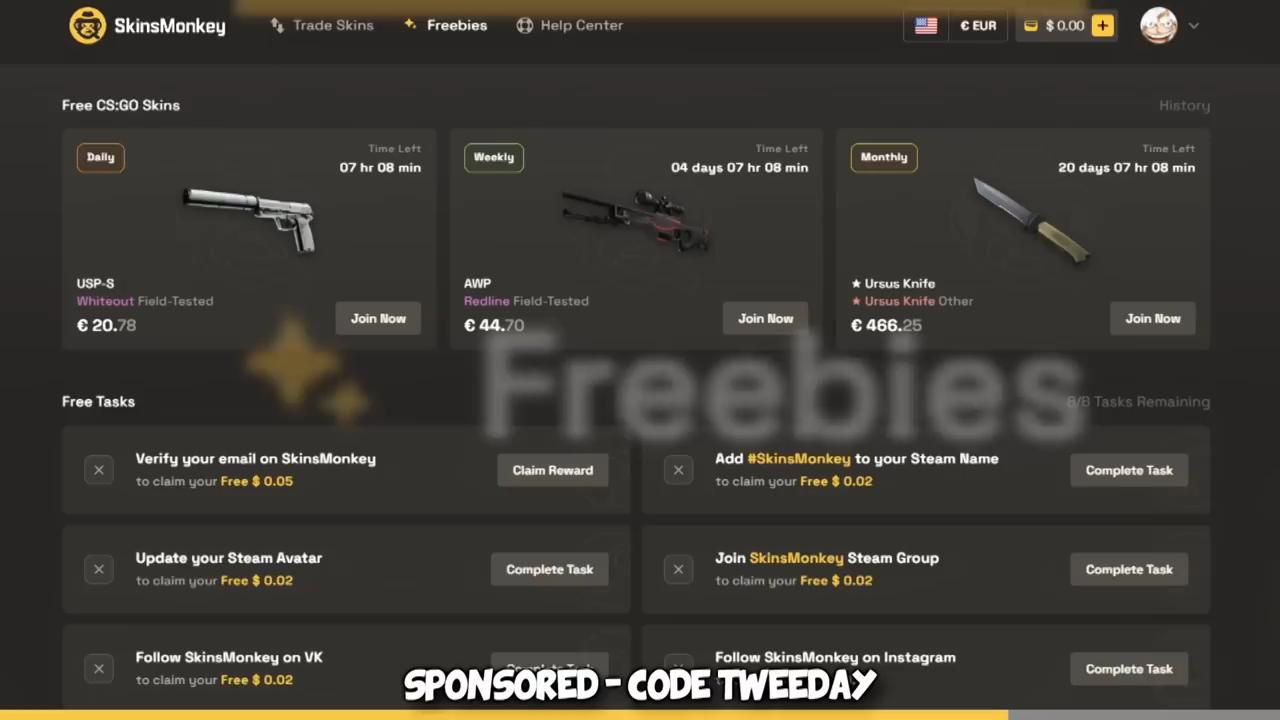 SkinsMonkey
Trade Skins
Freebies
Help Center
€ EUR
$ 0.00
+
Free CS:GO Skins
History
Daily
Time Left
07 hr 08 min
USP-S
Whiteout Field-Tested
€ 20.78
Join Now
Weekly
Time Left
04 days 07 hr 08 min
AWP
Redline Field-Tested
€ 44.70
Join Now
Monthly
Time Left
20 days 07 hr 08 min
★ Ursus Knife
★ Ursus Knife Other
€ 466.25
Join Now
Freebies
Free Tasks
8/8 Tasks Remaining
Verify your email on SkinsMonkey
to claim your Free $ 0.05
Claim Reward
Add #SkinsMonkey to your Steam Name
to claim your Free $ 0.02
Complete Task
Update your Steam Avatar
to claim your Free $ 0.02
Complete Task
Join SkinsMonkey Steam Group
to claim your Free $ 0.02
Complete Task
Follow SkinsMonkey on VK
to claim your Free $ 0.02
Complete Task
Follow SkinsMonkey on Instagram
Complete Task
SPONSORED - CODE TWEEDAY